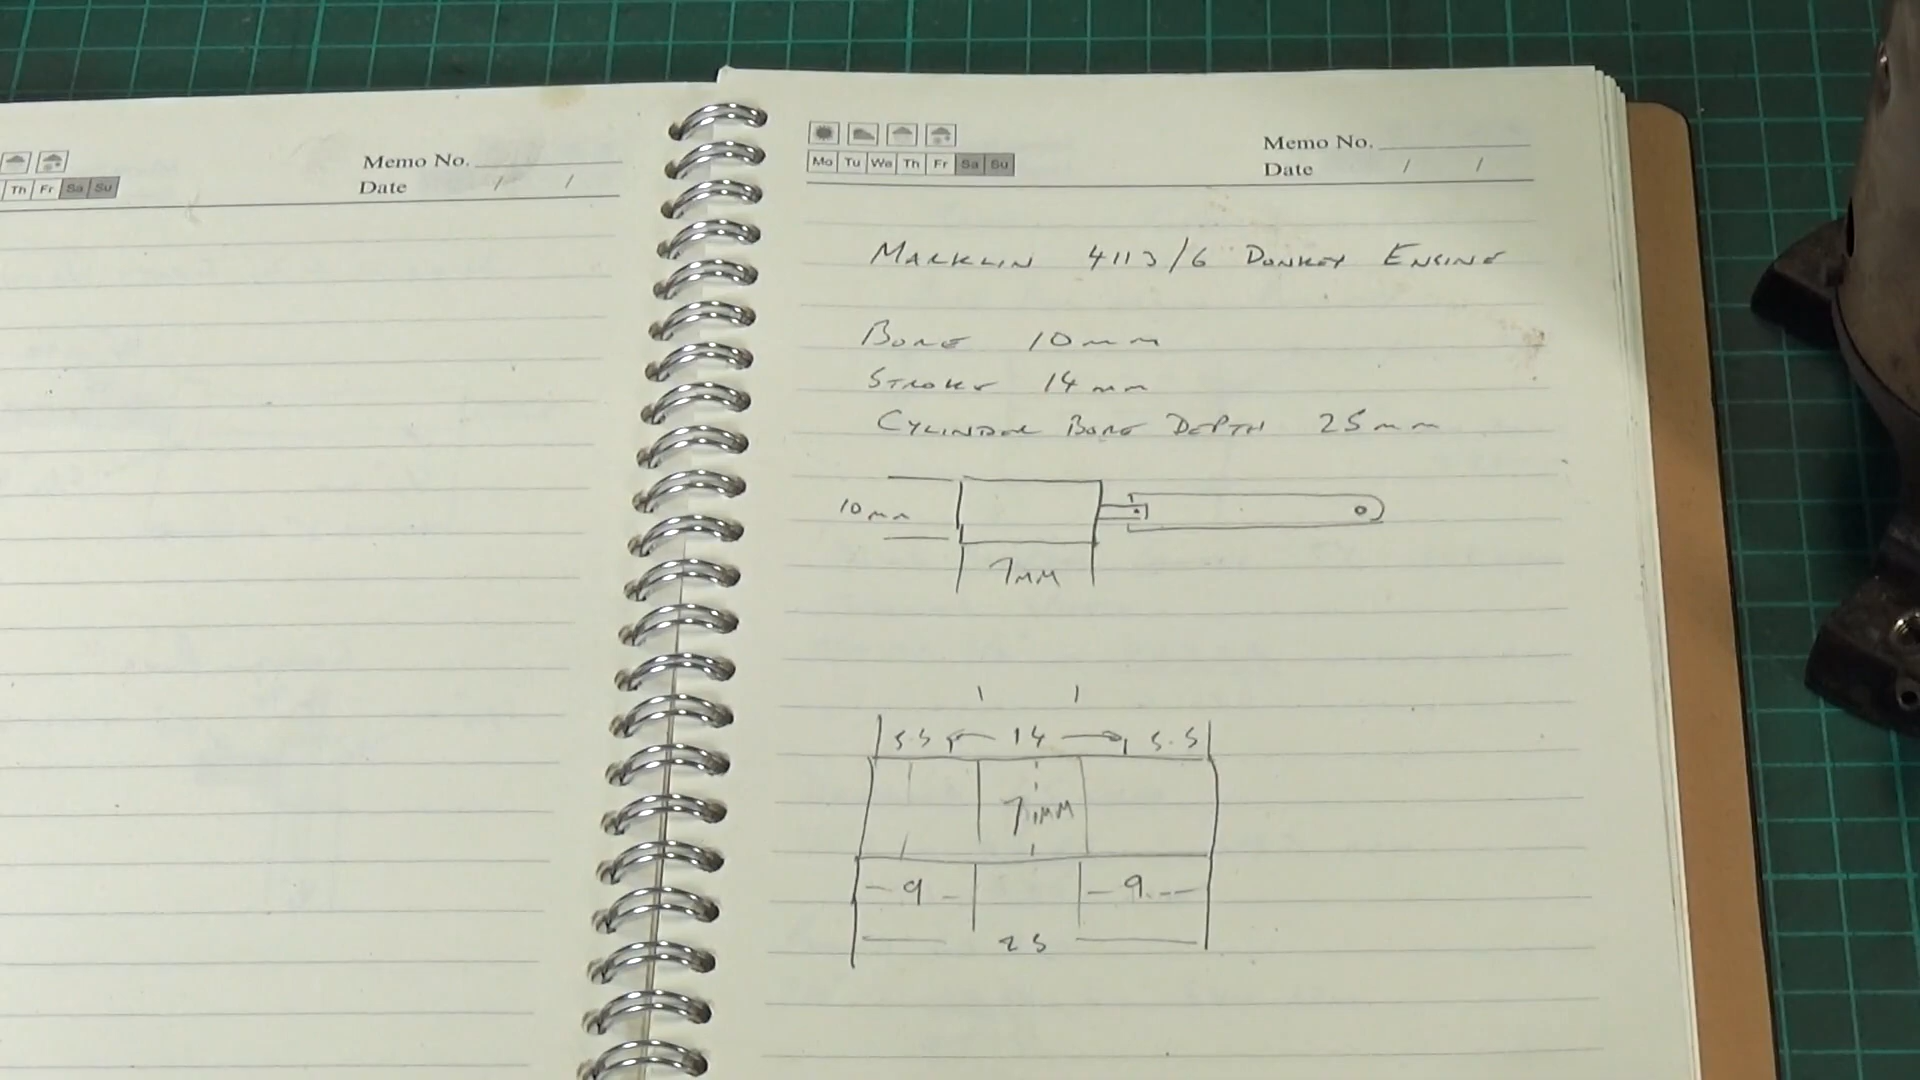 Memo No.
Th Fr Sa Su
Date / /
Memo No.
Mo Tu We Th Fr Sa Su
Date / /
MARKLIN 4113/6 DONKEY ENGINE
BORE 10mm
STROKE 14mm
CYLINDER BORE DEPTH 25mm
10mm
7MM
5.5 14 5.5
7MM
9 9
25